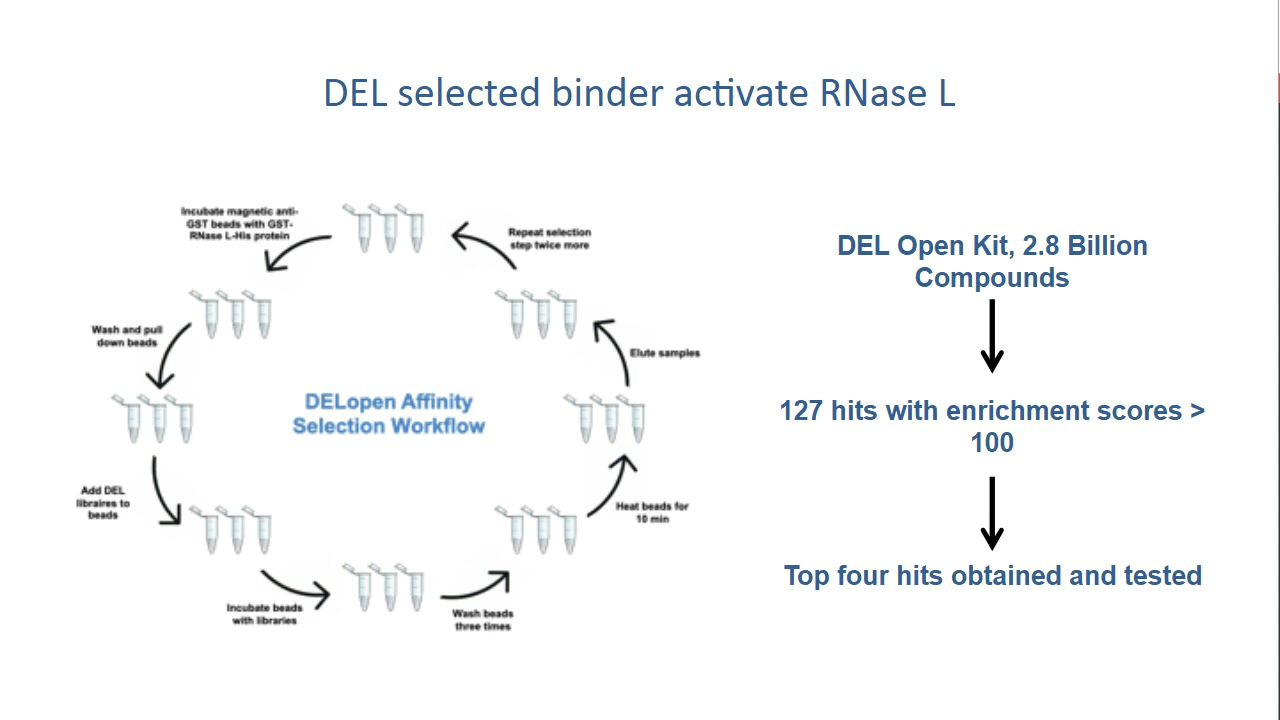 DEL selected binder activate RNase L
Incubate magnetic anti-
GST beads with GST-
RNase L-His protein
Wash and pull
down beads
Add DEL
libraires to
beads
Incubate beads
with libraries
Wash beads
three times
Heat beads for
10 min
Elute samples
Repeat selection
step twice more
DELopen Affinity
Selection Workflow
DEL Open Kit, 2.8 Billion
Compounds
127 hits with enrichment scores >
100
Top four hits obtained and tested